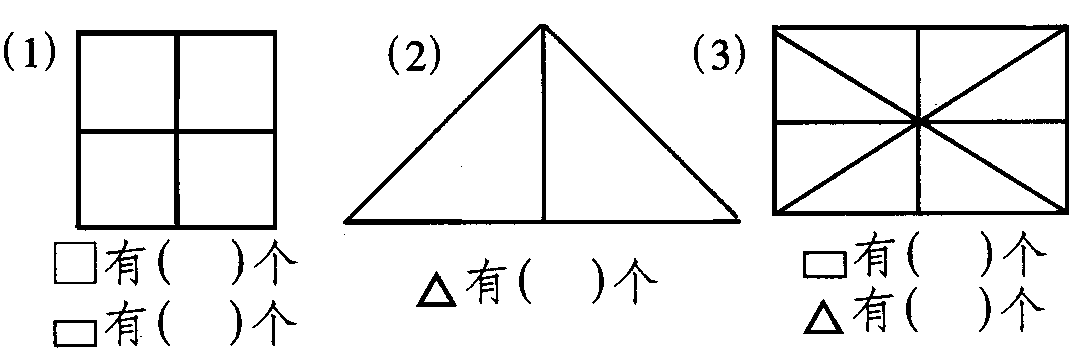 (1) (2) (3)
□有( )个 △有( )个 ▭有( )个
▭有( )个 △有( )个